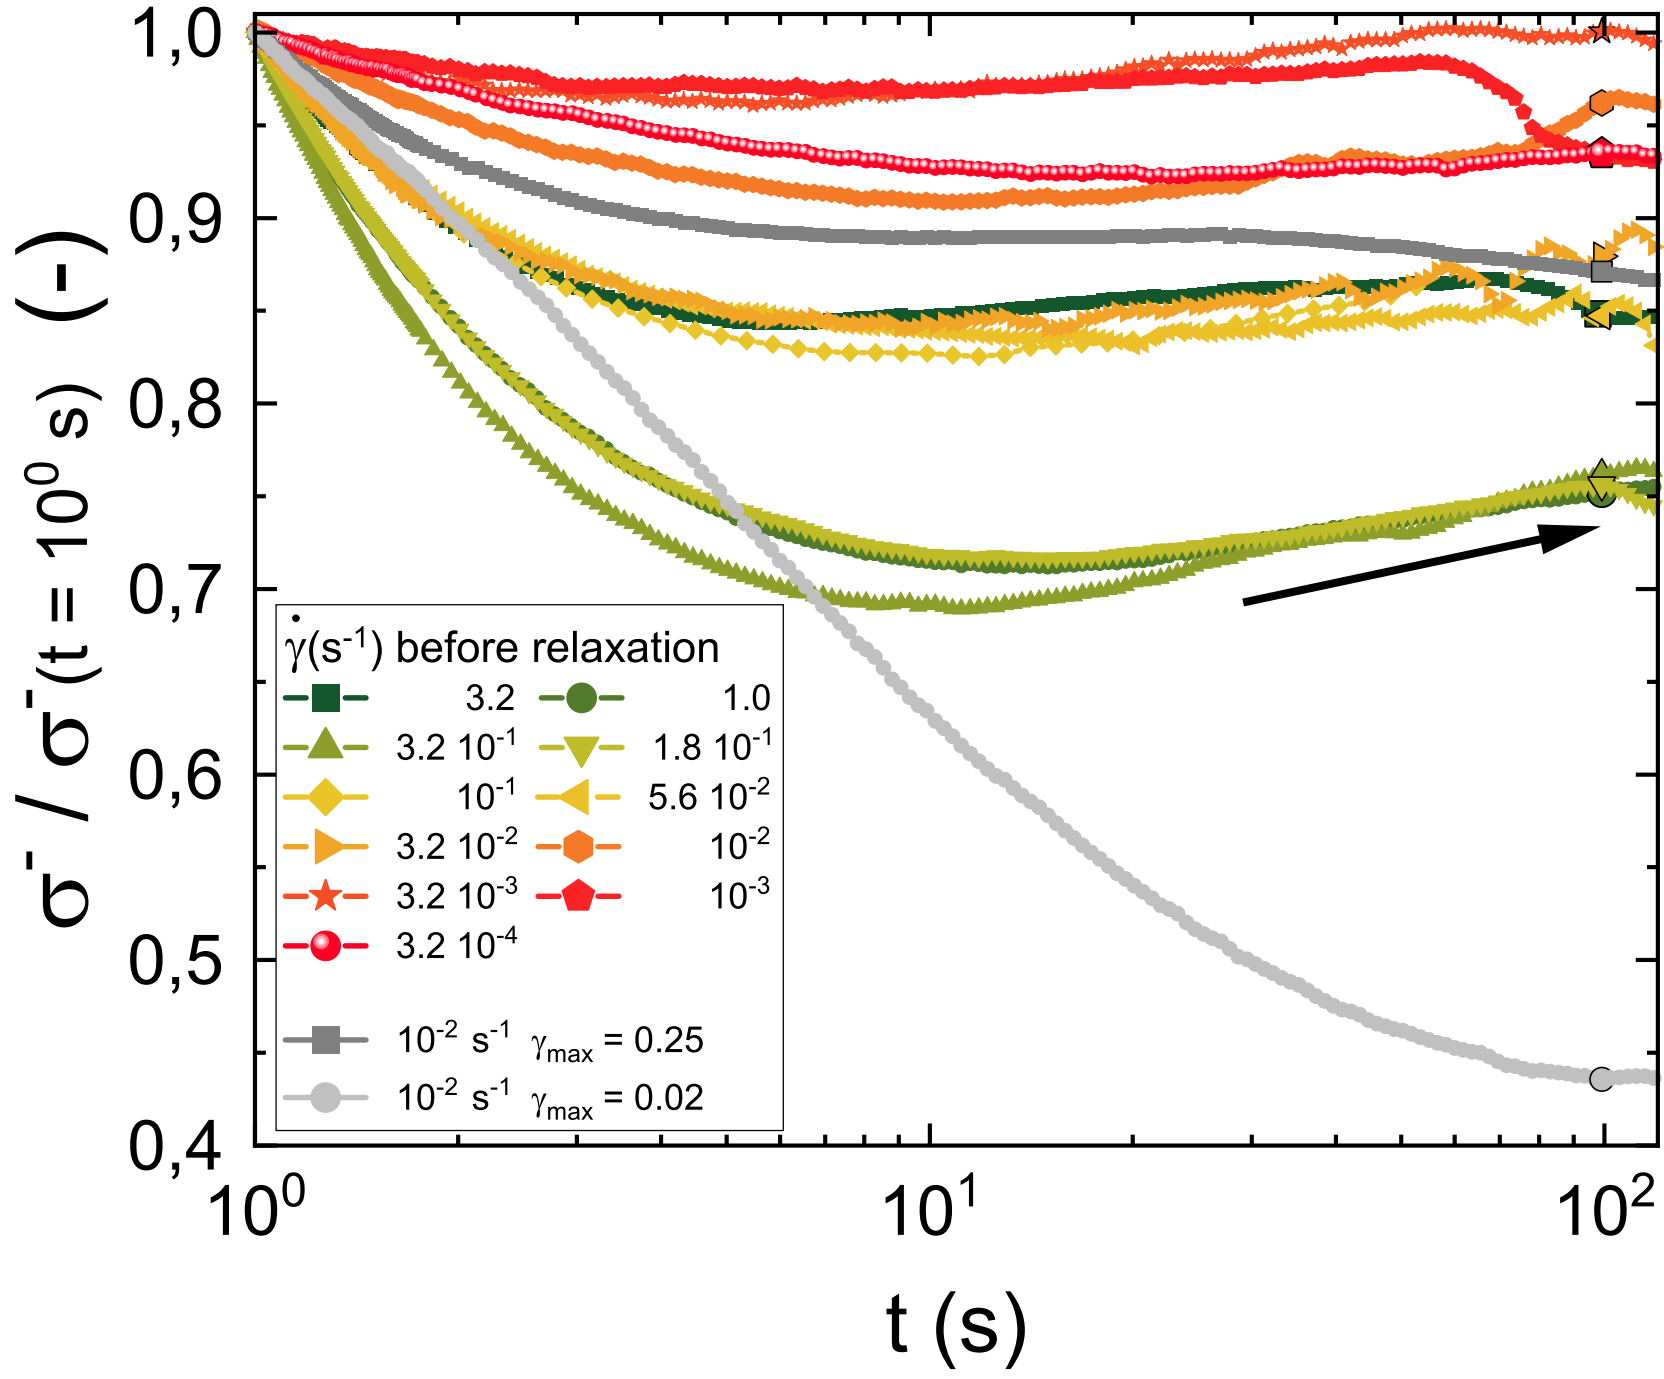 σ⁻ / σ⁻(t = 10⁰ s) (-)
1,0
0,9
0,8
0,7
0,6
0,5
0,4
γ̇(s⁻¹) before relaxation
3.2 1.0
3.2 10⁻¹ 1.8 10⁻¹
10⁻¹ 5.6 10⁻²
3.2 10⁻² 10⁻²
3.2 10⁻³ 10⁻³
3.2 10⁻⁴
10⁻² s⁻¹ γmax = 0.25
10⁻² s⁻¹ γmax = 0.02
10⁰ 10¹ 10²
t (s)